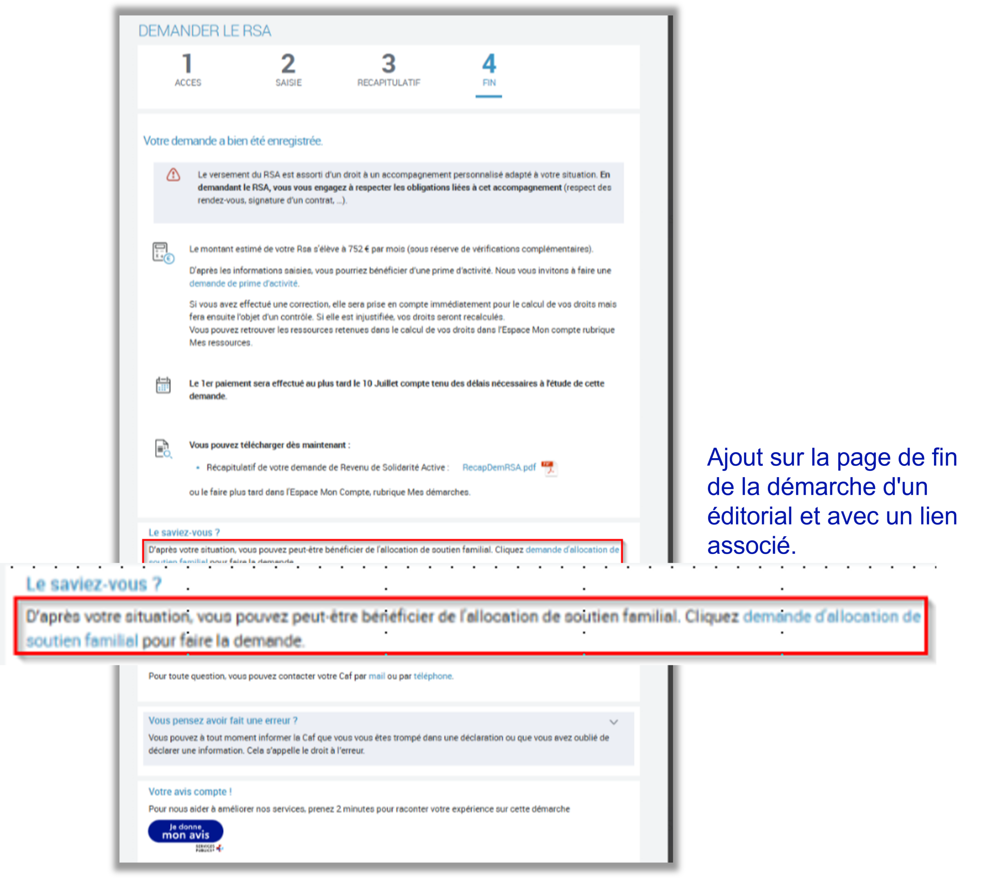 DEMANDER LE RSA
1
ACCES
2
SAISIE
3
RECAPITULATIF
4
FIN
Votre demande a bien été enregistrée.
Le versement du RSA est assorti d'un droit à un accompagnement personnalisé adapté à votre situation. En
demandant le RSA, vous vous engagez à respecter les obligations liées à cet accompagnement (respect des
rendez-vous, signature d'un contrat, ...).
Le montant estimé de votre Rsa s'élève à 752 € par mois (sous réserve de vérifications complémentaires).
D'après les informations saisies, vous pourriez bénéficier d'une prime d'activité. Nous vous invitons à faire une
demande de prime d'activité.
Si vous avez effectué une correction, elle sera prise en compte immédiatement pour le calcul de vos droits mais
fera ensuite l'objet d'un contrôle. Si elle est injustifiée, vos droits seront recalculés.
Vous pouvez retrouver les ressources retenues dans le calcul de vos droits dans l'Espace Mon compte rubrique
Mes ressources.
Le 1er paiement sera effectué au plus tard le 10 Juillet compte tenu des délais nécessaires à l'étude de cette
demande.
Vous pouvez télécharger dès maintenant :
• Récapitulatif de votre demande de Revenu de Solidarité Active : RecapDemRSA.pdf
ou le faire plus tard dans l'Espace Mon Compte, rubrique Mes démarches.
Ajout sur la page de fin
de la démarche d'un
éditorial et avec un lien
associé.
Le saviez-vous ?
D'après votre situation, vous pouvez peut-être bénéficier de l'allocation de soutien familial. Cliquez demande d'allocation de
soutien familial pour faire la demande
Le saviez-vous ?
D'après votre situation, vous pouvez peut-être bénéficier de l'allocation de soutien familial. Cliquez demande d'allocation de
soutien familial pour faire la demande.
Pour toute question, vous pouvez contacter votre Caf par mail ou par téléphone.
Vous pensez avoir fait une erreur ?
Vous pouvez à tout moment informer la Caf que vous vous êtes trompé dans une déclaration ou que vous avez oublié de
déclarer une information. Cela s'appelle le droit à l'erreur.
Votre avis compte !
Pour nous aider à améliorer nos services, prenez 2 minutes pour raconter votre expérience sur cette démarche
Je donne
mon avis
SERVICES
PUBLICS+